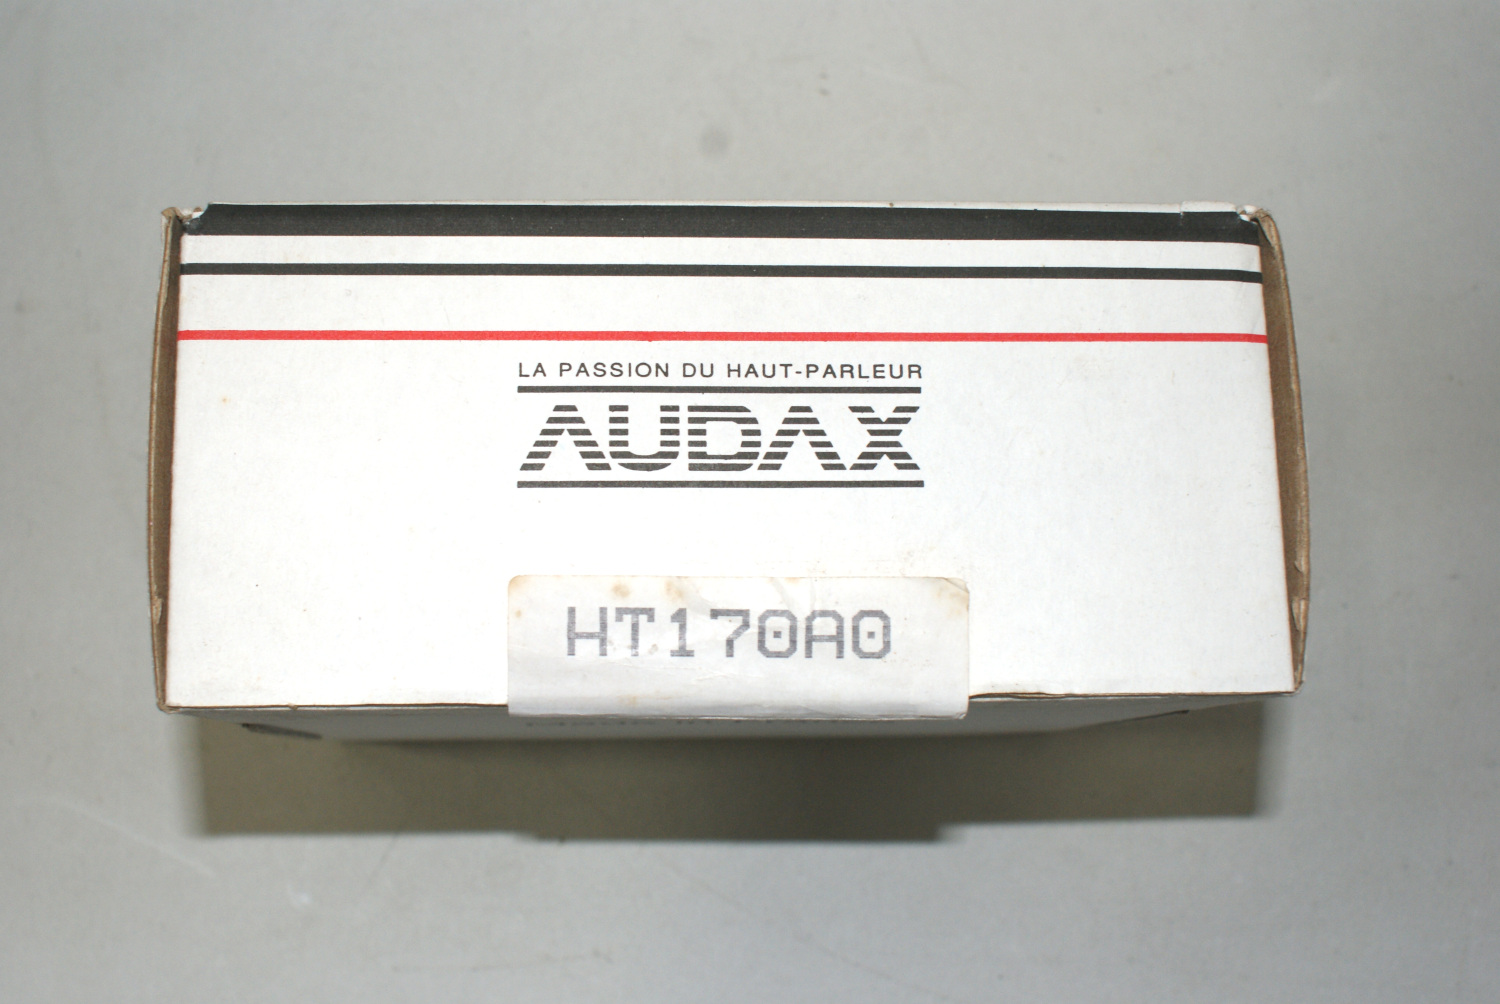 LA PASSION DU HAUT-PARLEUR
AUDAX
HT170A0